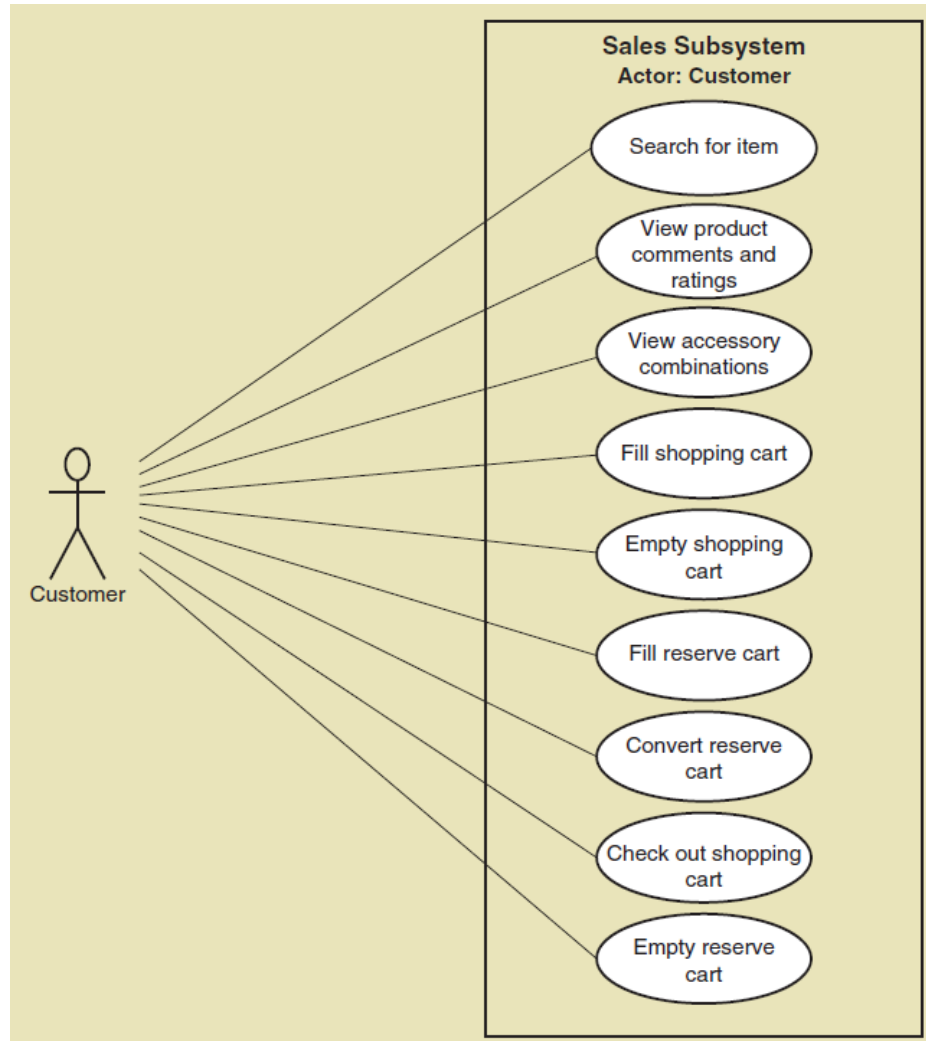 Sales Subsystem
Actor: Customer
Search for item
View product
comments and
ratings
View accessory
combinations
Fill shopping cart
Empty shopping
cart
Fill reserve cart
Convert reserve
cart
Check out shopping
cart
Empty reserve
cart
Customer